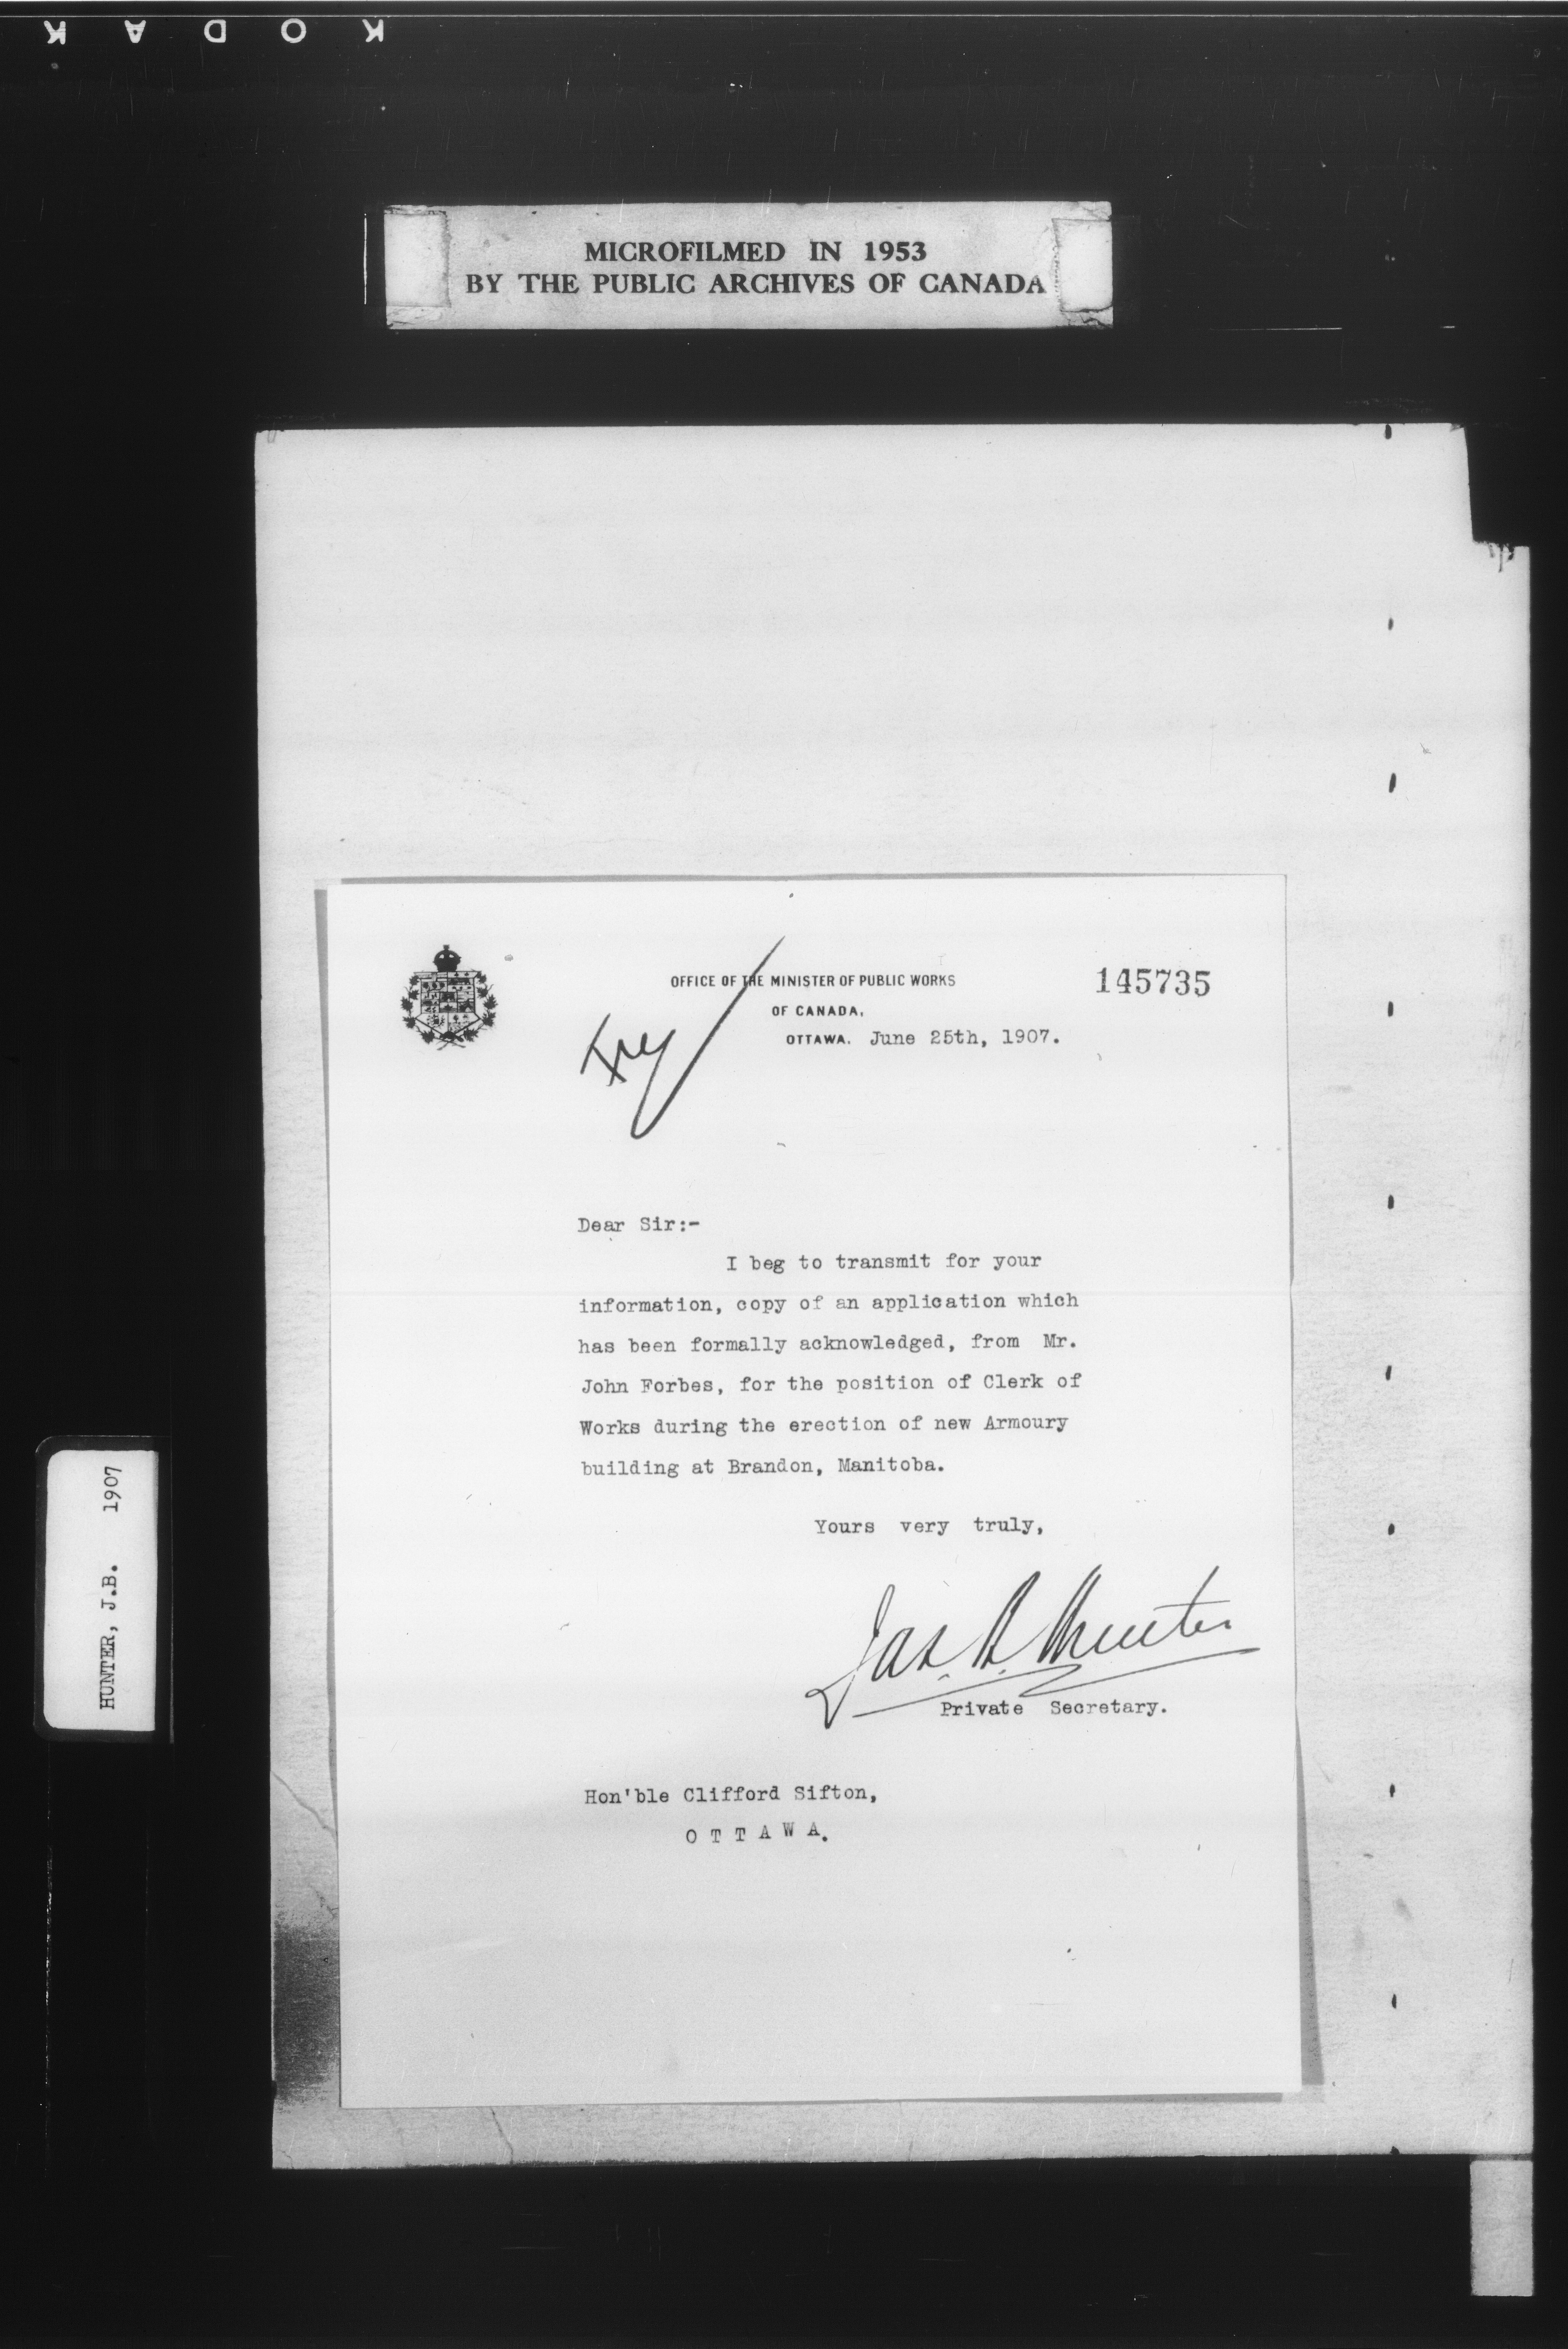 KODAK
MICROFILMED IN 1953
BY THE PUBLIC ARCHIVES OF CANADA
OFFICE OF THE MINISTER OF PUBLIC WORKS
OF CANADA,
145735
OTTAWA. June 25th, 1907.
Dear Sir:-
I beg to transmit for your
information, copy of an application which
has been formally acknowledged, from Mr.
John Forbes, for the position of Clerk of
Works during the erection of new Armoury
building at Brandon, Manitoba.
Yours very truly,
Jas. B. Hunter
Private Secretary.
Hon'ble Clifford Sifton,
O T T A W A.
HUNTER, J.B. 1907